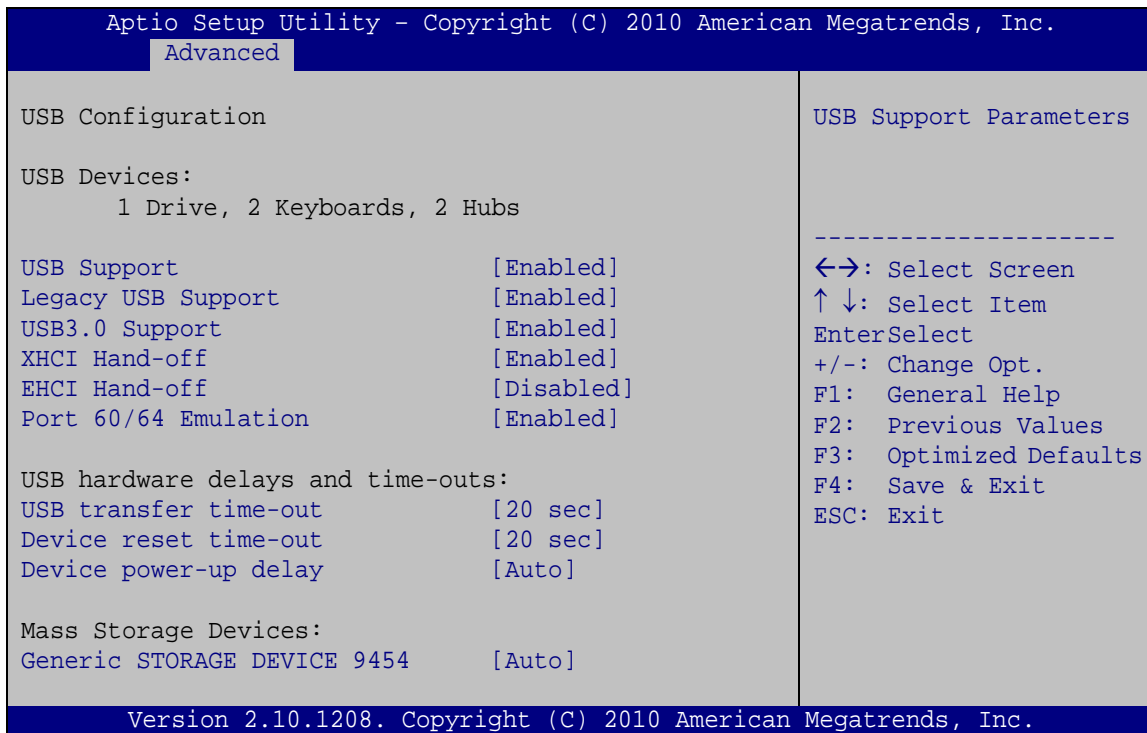 Aptio Setup Utility – Copyright (C) 2010 American Megatrends, Inc.
Advanced
USB Configuration
USB Devices:
1 Drive, 2 Keyboards, 2 Hubs
USB Support [Enabled]
Legacy USB Support [Enabled]
USB3.0 Support [Enabled]
XHCI Hand-off [Enabled]
EHCI Hand-off [Disabled]
Port 60/64 Emulation [Enabled]
USB hardware delays and time-outs:
USB transfer time-out [20 sec]
Device reset time-out [20 sec]
Device power-up delay [Auto]
Mass Storage Devices:
Generic STORAGE DEVICE 9454 [Auto]
USB Support Parameters
---------------------
←→: Select Screen
↑ ↓: Select Item
EnterSelect
+/-: Change Opt.
F1: General Help
F2: Previous Values
F3: Optimized Defaults
F4: Save & Exit
ESC: Exit
Version 2.10.1208. Copyright (C) 2010 American Megatrends, Inc.